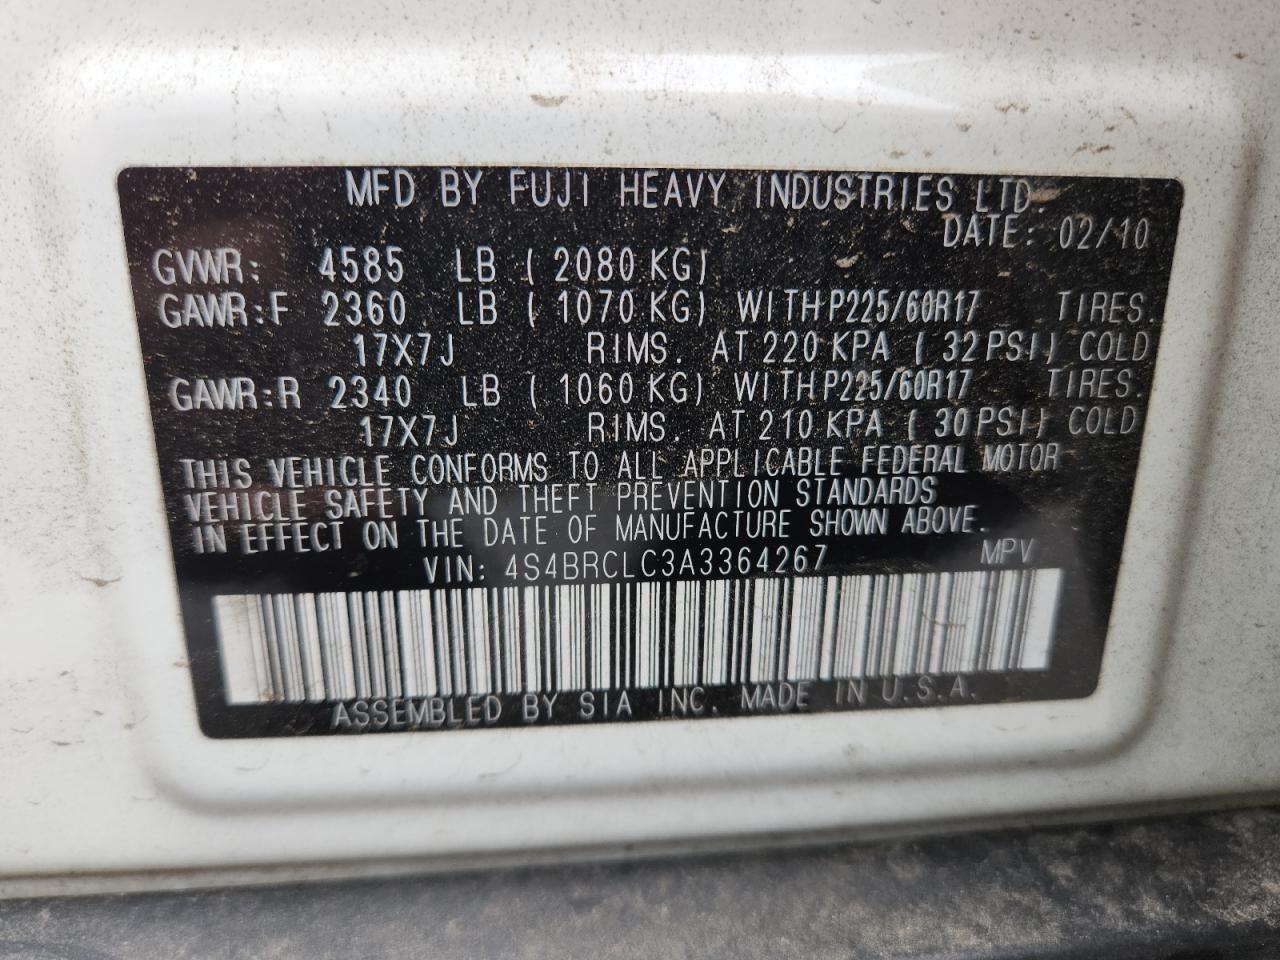 MFD BY FUJI HEAVY INDUSTRIES LTD.
DATE: 02/10
GVWR: 4585 LB ( 2080 KG)
GAWR:F 2360 LB ( 1070 KG) WITH P225/60R17 TIRES.
17X7J RIMS. AT 220 KPA ( 32 PSI) COLD
GAWR:R 2340 LB ( 1060 KG) WITH P225/60R17 TIRES.
17X7J RIMS. AT 210 KPA ( 30 PSI) COLD
THIS VEHICLE CONFORMS TO ALL APPLICABLE FEDERAL MOTOR
VEHICLE SAFETY AND THEFT PREVENTION STANDARDS
IN EFFECT ON THE DATE OF MANUFACTURE SHOWN ABOVE.
VIN: 4S4BRCLC3A3364267 MPV
ASSEMBLED BY SIA INC. MADE IN U.S.A.